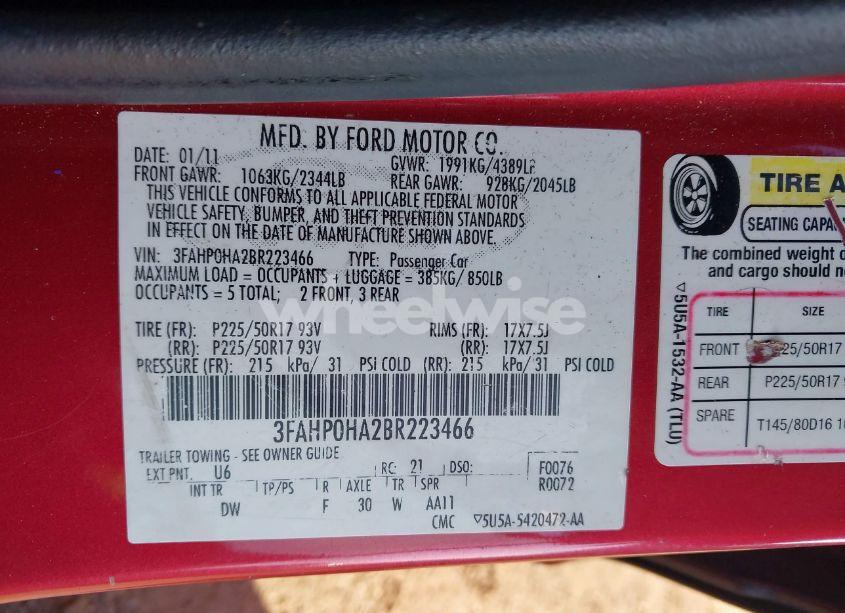 MFD. BY FORD MOTOR CO.
DATE: 01/11 GVWR: 1991KG/4389LB
FRONT GAWR: 1063KG/2344LB REAR GAWR: 928KG/2045LB
THIS VEHICLE CONFORMS TO ALL APPLICABLE FEDERAL MOTOR
VEHICLE SAFETY, BUMPER, AND THEFT PREVENTION STANDARDS
IN EFFECT ON THE DATE OF MANUFACTURE SHOWN ABOVE.
VIN: 3FAHP0HA2BR223466 TYPE: Passenger Car
MAXIMUM LOAD = OCCUPANTS + LUGGAGE = 385KG/ 850LB
OCCUPANTS = 5 TOTAL; 2 FRONT, 3 REAR
wheelwise
TIRE (FR): P225/50R17 93V RIMS (FR): 17X7.5J
(RR): P225/50R17 93V (RR): 17X7.5J
PRESSURE (FR): 215 kPa/ 31 PSI COLD (RR): 215 kPa/31 PSI COLD
3FAHP0HA2BR223466
TRAILER TOWING - SEE OWNER GUIDE
EXT PNT. U6 RC: 21 DSO: F0076
R0072
INT TR TP/PS R AXLE TR SPR
DW F 30 W AA11
CMC ▽5U5A-5420472-AA
TIRE A
SEATING CAPA
The combined weight o
and cargo should
▽5U5A-1532-AA (TLU)
TIRE SIZE
FRONT 25/50R17
REAR P225/50R17 9
SPARE T145/80D16